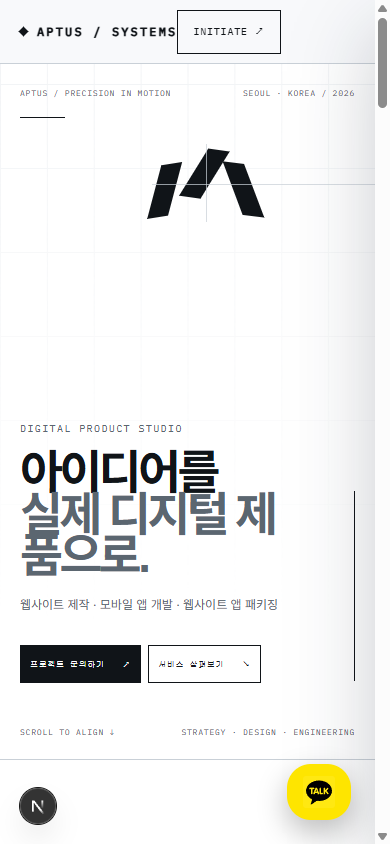 ◆ APTUS / SYSTEMS
INITIATE ↗
APTUS / PRECISION IN MOTION
SEOUL · KOREA / 2026
DIGITAL PRODUCT STUDIO
아이디어를
실제 디지털 제
품으로.
웹사이트 제작 · 모바일 앱 개발 · 웹사이트 앱 패키징
프로젝트 문의하기 ↗
서비스 살펴보기 ↘
SCROLL TO ALIGN ↓
STRATEGY · DESIGN · ENGINEERING
N
TALK